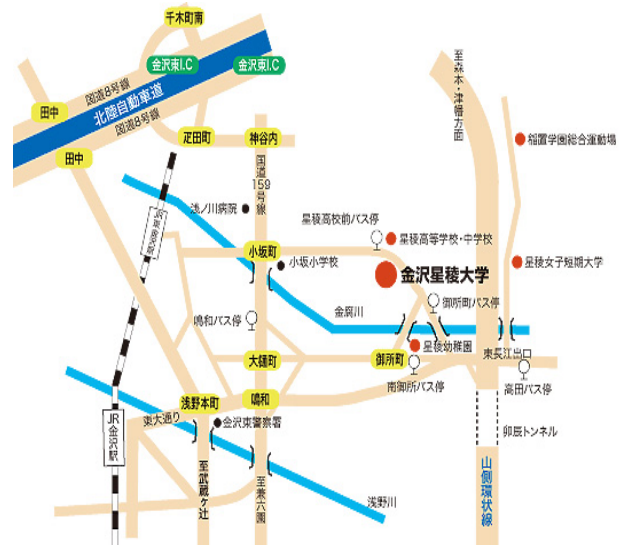 千木町南
金沢東I.C
金沢東I.C
国道8号線
北陸自動車道
国道8号線
田中
田中
疋田町
神谷内
至森本・津幡方面
稲置学園総合運動場
国道159号線
浅ノ川病院
星稜高校前バス停
星稜高等学校・中学校
小坂町
小坂小学校
金沢星稜大学
星稜女子短期大学
御所町バス停
金腐川
鳴和バス停
星稜幼稚園
東長江出口
大樋町
御所町
南御所バス停
高田バス停
浅野本町
鳴和
東大通り
金沢東警察署
JR金沢駅
卯辰トンネル
至武蔵ヶ辻
至兼六園
浅野川
山側環状線